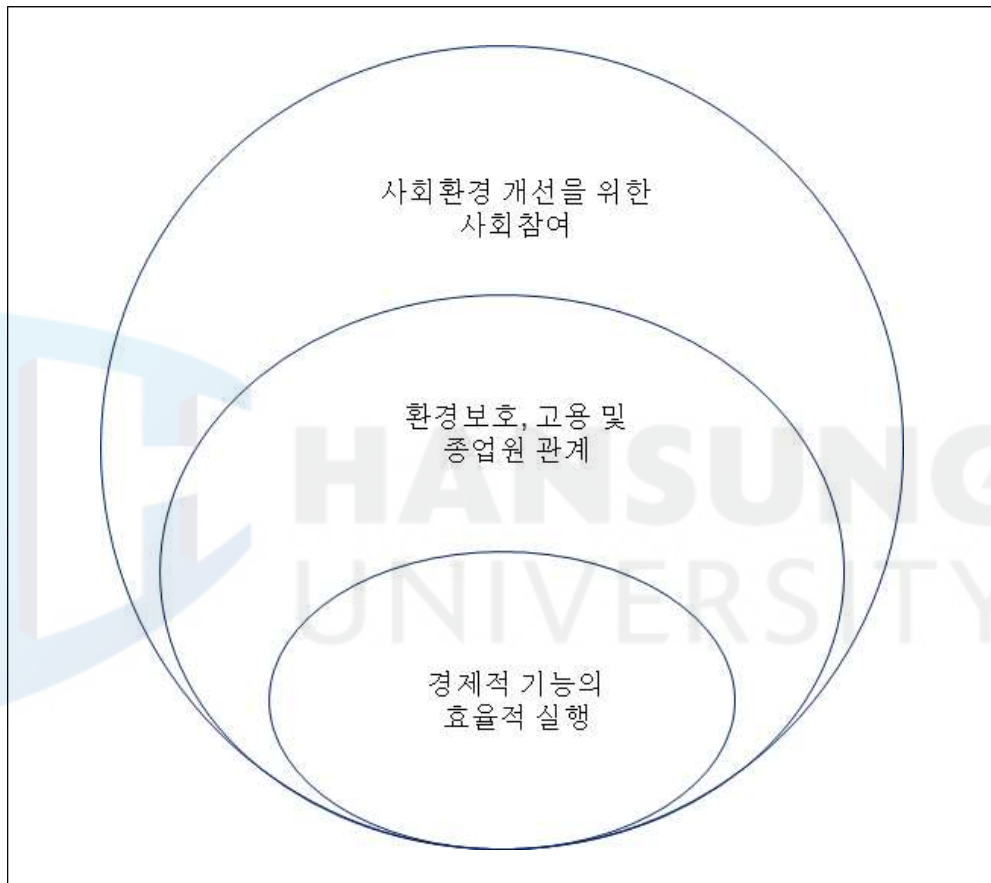 사회환경 개선을 위한
사회참여
환경보호, 고용 및
종업원 관계
HANSUNG
UNIVERSITY
경제적 기능의
효율적 실행